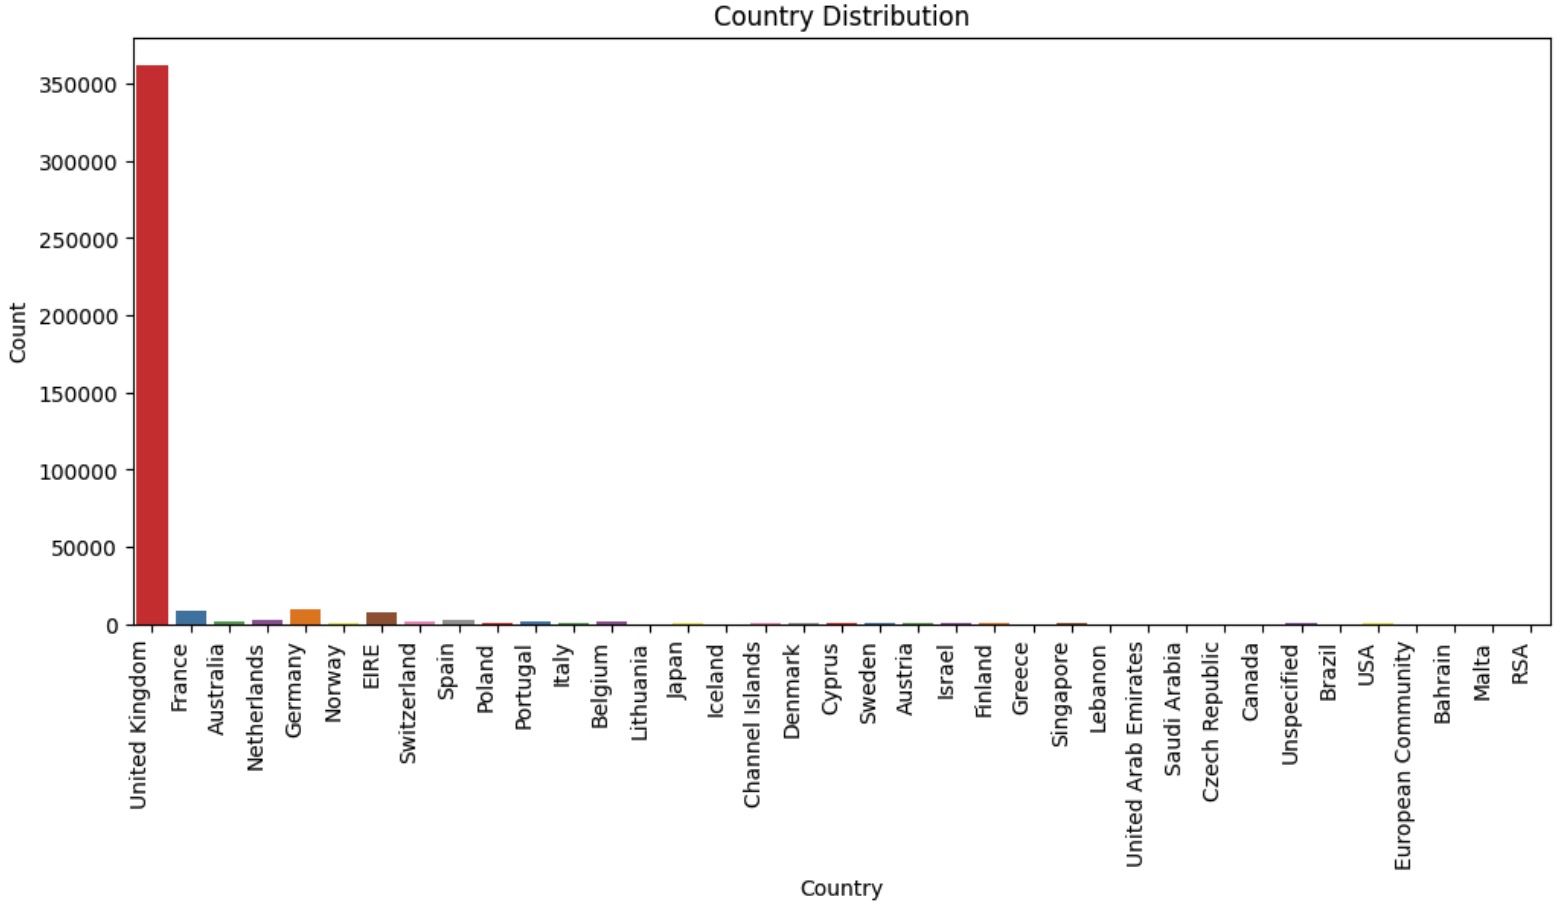 Country Distribution
Count
350000
300000
250000
200000
150000
100000
50000
0
United Kingdom
France
Australia
Netherlands
Germany
Norway
EIRE
Switzerland
Spain
Poland
Portugal
Italy
Belgium
Lithuania
Japan
Iceland
Channel Islands
Denmark
Cyprus
Sweden
Austria
Israel
Finland
Greece
Singapore
Lebanon
United Arab Emirates
Saudi Arabia
Czech Republic
Canada
Unspecified
Brazil
USA
European Community
Bahrain
Malta
RSA
Country